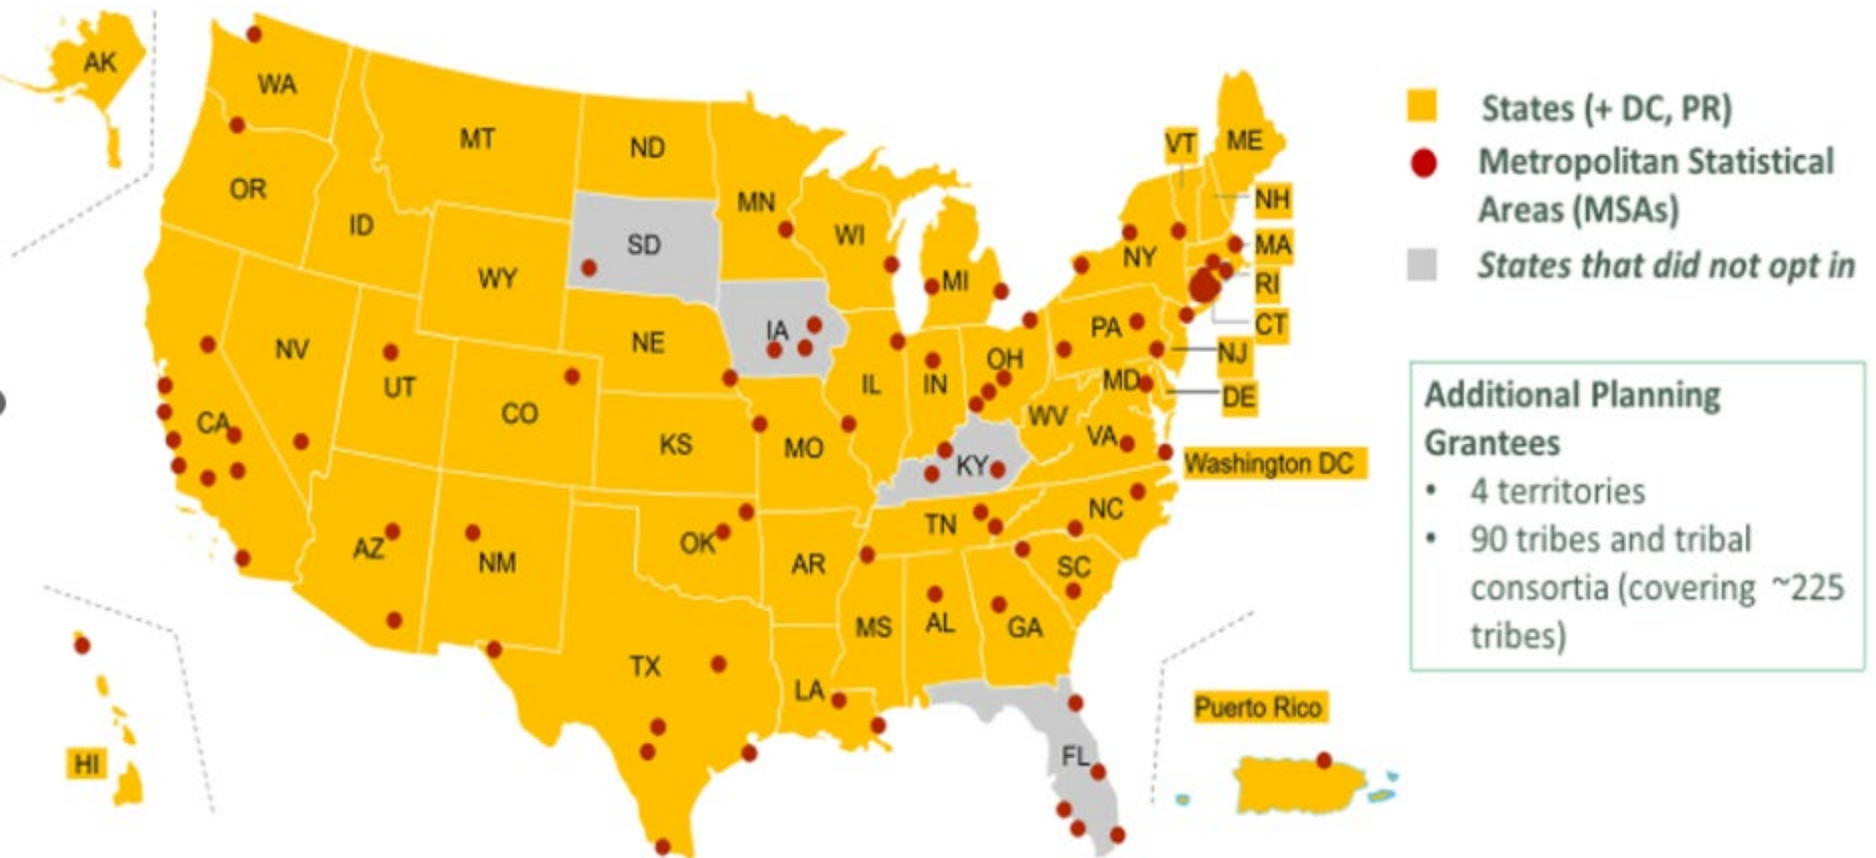 AK
WA
MT
ND
MN
VT
ME
OR
ID
SD
WI
NH
WY
MI
NY
MA
RI
CT
IA
NV
NE
PA
NJ
UT
IL
IN
OH
MD
DE
CO
CA
KS
MO
WV
VA
KY
Washington DC
AZ
NM
OK
AR
TN
NC
SC
MS
AL
GA
TX
LA
FL
HI
Puerto Rico
States (+ DC, PR)
Metropolitan Statistical
Areas (MSAs)
States that did not opt in
Additional Planning
Grantees
• 4 territories
• 90 tribes and tribal
consortia (covering ~225
tribes)